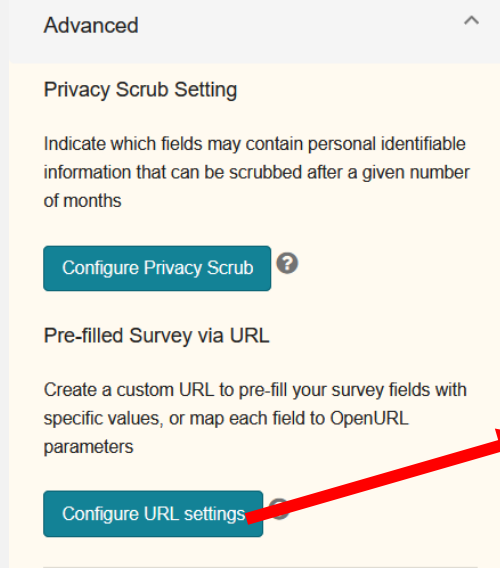 Advanced
Privacy Scrub Setting
Indicate which fields may contain personal identifiable
information that can be scrubbed after a given number
of months
Configure Privacy Scrub
?
Pre-filled Survey via URL
Create a custom URL to pre-fill your survey fields with
specific values, or map each field to OpenURL
parameters
Configure URL settings